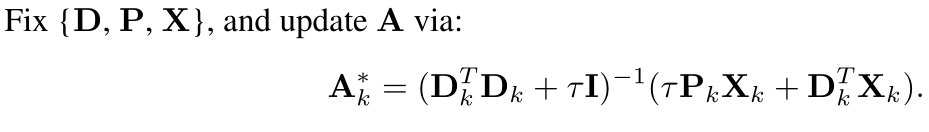 Fix {D, P, X}, and update A via:
A*_k = (D_k^T D_k + τI)^{-1}(τP_k X_k + D_k^T X_k).